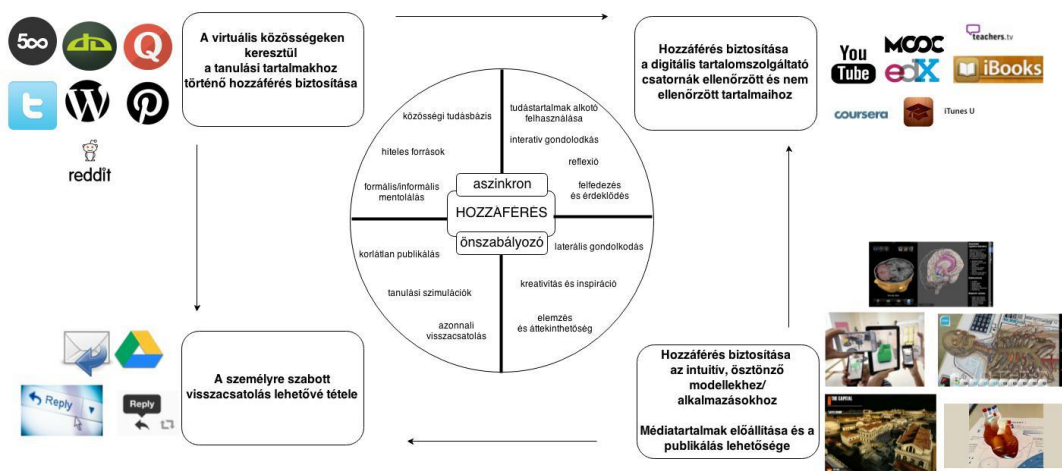 500
Q
A virtuális közösségeken
keresztül
a tanulási tartalmakhoz
történő hozzáférés biztosítása
reddit
Hozzáférés biztosítása
a digitális tartalomszolgáltató
csatornák ellenőrzött és nem
ellenőrzött tartalmaihoz
teachers.tv
You
Tube
MOOC
edX
iBooks
coursera
iTunes U
közösségi tudásbázis
hiteles források
formális/informális
mentolálás
tudástartalmak alkotó
felhasználása
interatív gondolodkás
reflexió
felfedezés
és érdeklődés
aszinkron
HOZZÁFÉRÉS
önszabályozó
korlátlan publikálás
tanulási szimulációk
azonnali
visszacsatolás
laterális gondolkodás
kreativitás és inspiráció
elemzés
és áttekinthetőség
Reply
Reply
A személyre szabott
visszacsatolás lehetővé tétele
Hozzáférés biztosítása
az intuitív, ösztönző
modellekhez/
alkalmazásokhoz
Médiatartalmak előállítása és a
publikálás lehetősége
THE CAPITAL